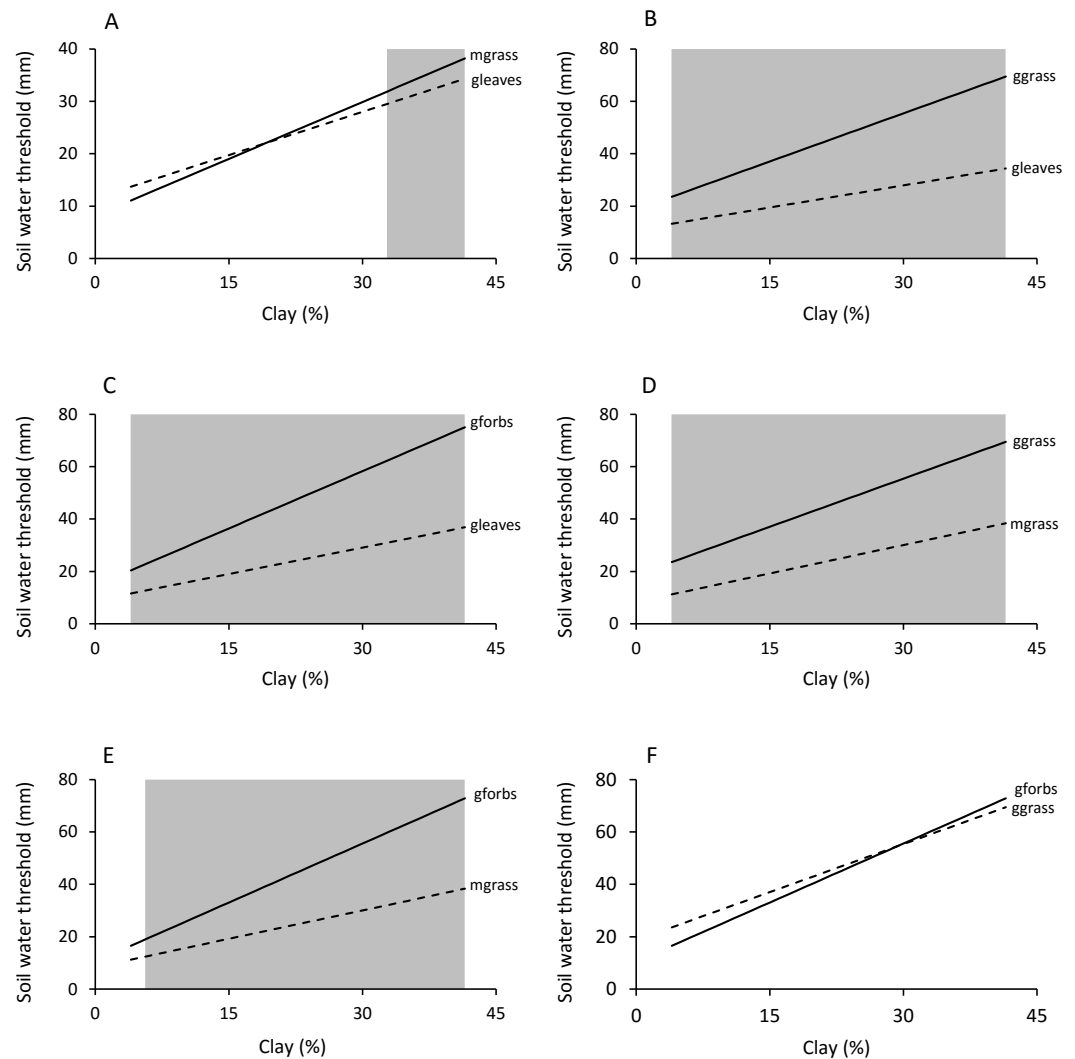 A
Soil water threshold (mm)
40
30
20
10
0
mgrass
gleaves
0 15 30 45
Clay (%)
B
Soil water threshold (mm)
80
60
40
20
0
ggrass
gleaves
0 15 30 45
Clay (%)
C
Soil water threshold (mm)
80
60
40
20
0
gforbs
gleaves
0 15 30 45
Clay (%)
D
Soil water threshold (mm)
80
60
40
20
0
ggrass
mgrass
0 15 30 45
Clay (%)
E
Soil water threshold (mm)
80
60
40
20
0
gforbs
mgrass
0 15 30 45
Clay (%)
F
Soil water threshold (mm)
80
60
40
20
0
gforbs
ggrass
0 15 30 45
Clay (%)